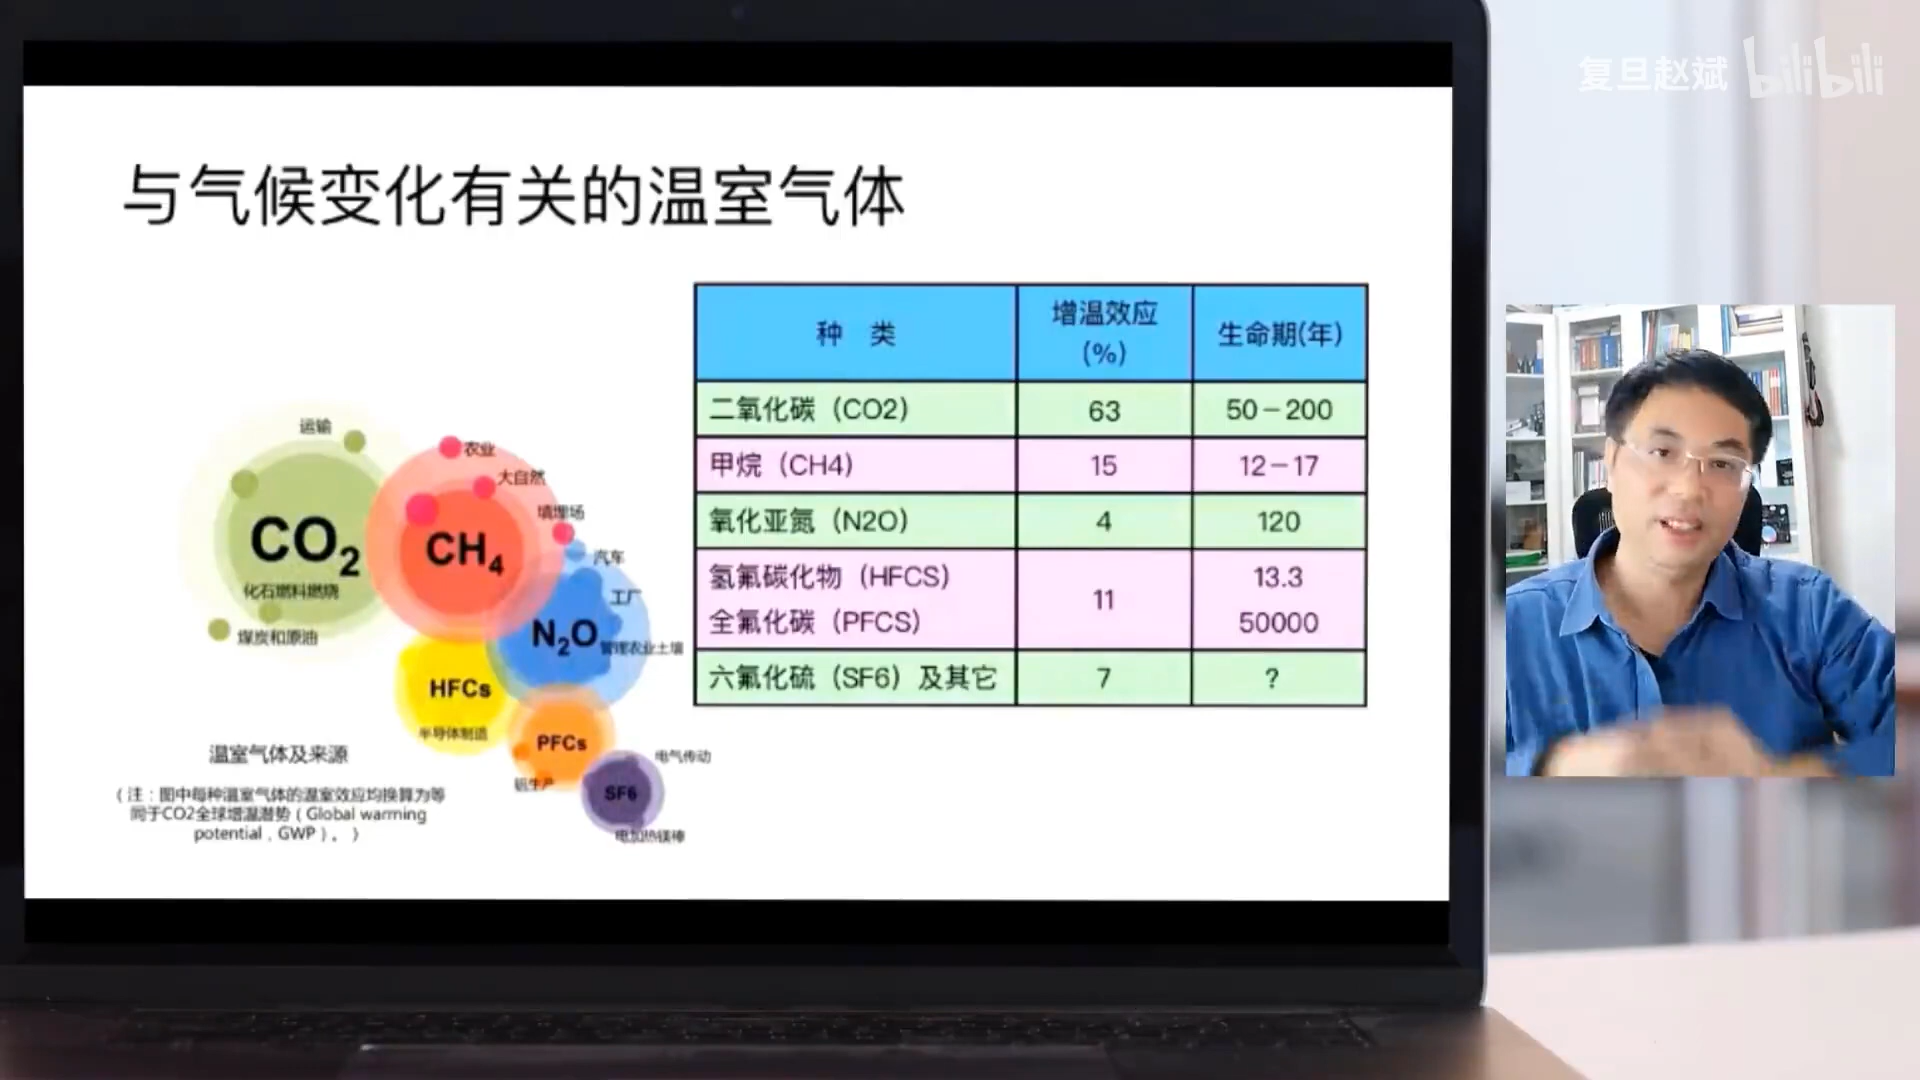 复旦赵斌 bilibili
与气候变化有关的温室气体
种 类
增温效应
(%)
生命期(年)
二氧化碳（CO2）
63
50－200
甲烷（CH4）
15
12－17
氧化亚氮（N2O）
4
120
氢氟碳化物（HFCS）
全氟化碳（PFCS）
11
13.3
50000
六氟化硫（SF6）及其它
7
?
运输
CO₂
化石燃料燃烧
煤炭和原油
农业
大自然
填埋场
CH₄
汽车
工厂
N₂O
管理农业土壤
HFCs
半导体制造
PFCs
铝生产
电气传动
SF6
电加热镁棒
温室气体及来源
（注：图中每种温室气体的温室效应均换算为等
同于CO2全球增温潜势（Global warming
potential，GWP）。）